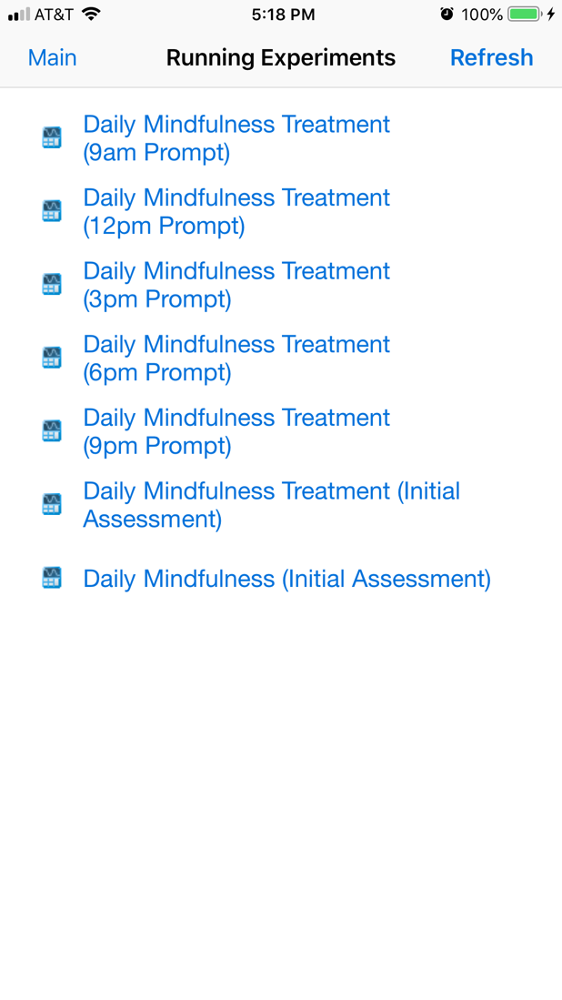 AT&T 5:18 PM 100%
Main Running Experiments Refresh
Daily Mindfulness Treatment
(9am Prompt)
Daily Mindfulness Treatment
(12pm Prompt)
Daily Mindfulness Treatment
(3pm Prompt)
Daily Mindfulness Treatment
(6pm Prompt)
Daily Mindfulness Treatment
(9pm Prompt)
Daily Mindfulness Treatment (Initial
Assessment)
Daily Mindfulness (Initial Assessment)